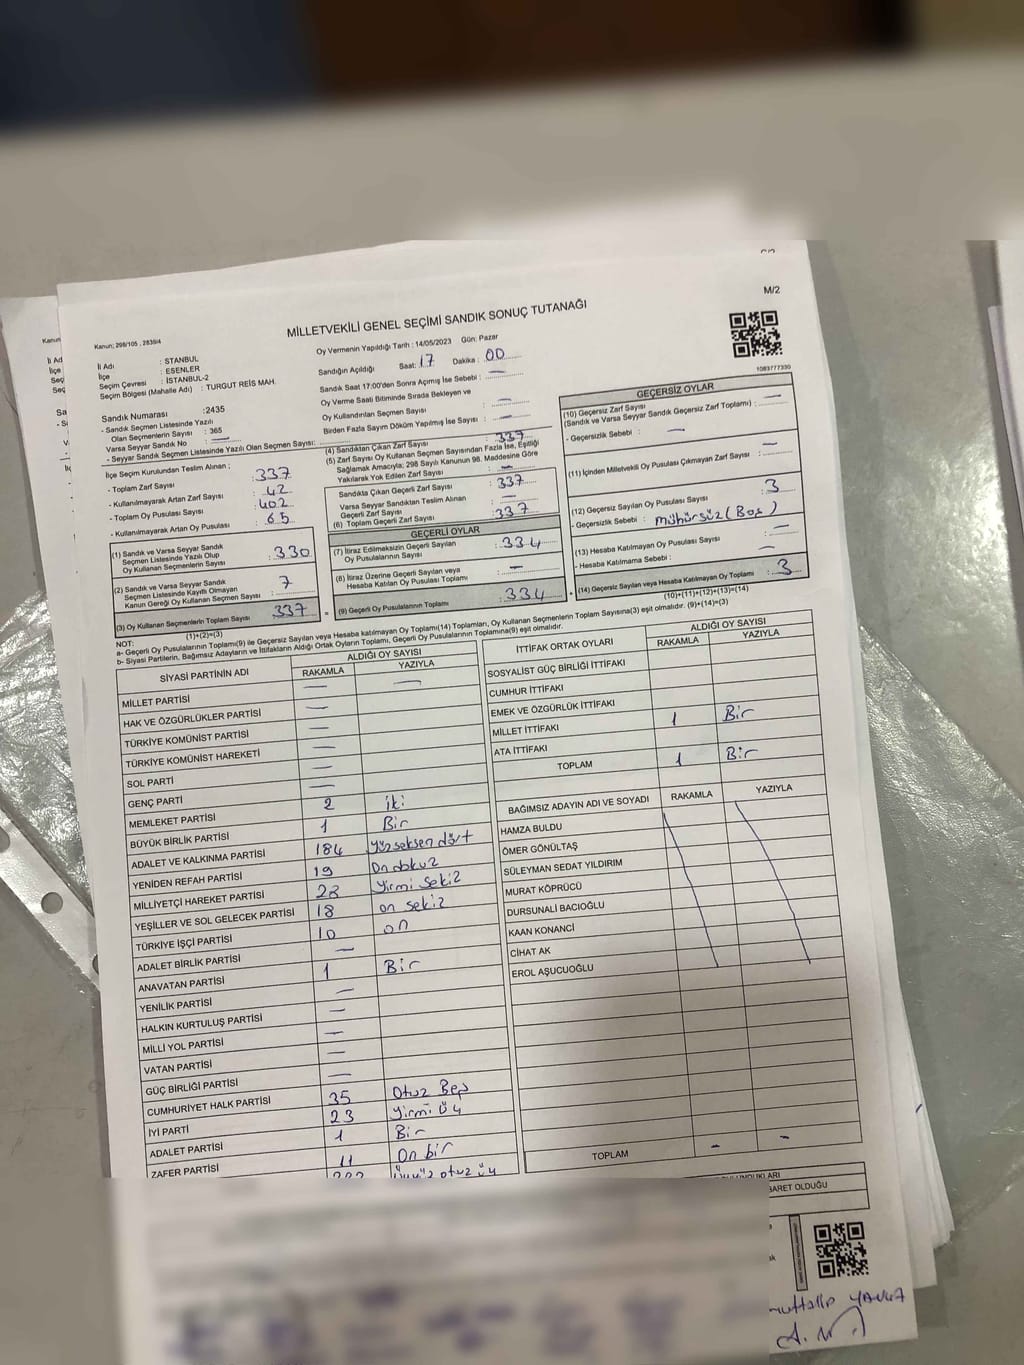 M/2
MİLLETVEKİLİ GENEL SEÇİMİ SANDIK SONUÇ TUTANAĞI
Kanun; 298/105 , 2839/4
1083777330
İl Adı : STANBUL
İlçe : ESENLER
Seçim Çevresi : İSTANBUL-2
Seçim Bölgesi (Mahalle Adı) : TURGUT REİS MAH.
Oy Vermenin Yapıldığı Tarih : 14/05/2023 Gün: Pazar
Sandığın Açıldığı Saat: 17 Dakika : 00
Sandık Saat 17:00'den Sonra Açımış İse Sebebi : —
Oy Verme Saati Bitiminde Sırada Bekleyen ve
Oy Kullandırılan Seçmen Sayısı : —
Birden Fazla Sayım Döküm Yapılmış İse Sayısı : —
Sandık Numarası :2435
- Sandık Seçmen Listesinde Yazılı
Olan Seçmenlerin Sayısı : 365
Varsa Seyyar Sandık No : —
- Seyyar Sandık Seçmen Listesinde Yazılı Olan Seçmen Sayısı:
İlçe Seçim Kurulundan Teslim Alınan ;
- Toplam Zarf Sayısı : 337
- Kullanılmayarak Artan Zarf Sayısı : 42
- Toplam Oy Pusulası Sayısı : 402
- Kullanılmayarak Artan Oy Pusulası : 65
(1) Sandık ve Varsa Seyyar Sandık
Seçmen Listesinde Yazılı Olup
Oy Kullanan Seçmenlerin Sayısı : 330
(2) Sandık ve Varsa Seyyar Sandık
Seçmen Listesinde Kayıtlı Olmayan
Kanun Gereği Oy Kullanan Seçmen Sayısı : 7
(3) Oy Kullanan Seçmenlerin Toplam Sayısı 337
(1)+(2)=(3)
(4) Sandıktan Çıkan Zarf Sayısı : 337
(5) Zarf Sayısı Oy Kullanan Seçmen Sayısından Fazla İse, Eşitliği
Sağlamak Amacıyla; 298 Sayılı Kanunun 98. Maddesine Göre
Yakılarak Yok Edilen Zarf Sayısı : —
Sandıkta Çıkan Geçerli Zarf Sayısı : 337
Varsa Seyyar Sandıktan Teslim Alınan
Geçerli Zarf Sayısı : —
(6) Toplam Geçerli Zarf Sayısı : 337
GEÇERLİ OYLAR
(7) İtiraz Edilmeksizin Geçerli Sayılan
Oy Pusulalarının Sayısı : 334
(8) İtiraz Üzerine Geçerli Sayılan veya
Hesaba Katılan Oy Pusulası Toplamı : —
(9) Geçerli Oy Pusulalarının Toplamı : 334
GEÇERSİZ OYLAR
(10) Geçersiz Zarf Sayısı
(Sandık ve Varsa Seyyar Sandık Geçersiz Zarf Toplamı) : —
- Geçersizlik Sebebi : —
(11) İçinden Milletvekili Oy Pusulası Çıkmayan Zarf Sayısı : —
(12) Geçersiz Sayılan Oy Pusulası Sayısı : 3
- Geçersizlik Sebebi : mühürsüz (Boş)
(13) Hesaba Katılmayan Oy Pusulası Sayısı : —
- Hesaba Katılmama Sebebi : —
(14) Geçersiz Sayılan veya Hesaba Katılmayan Oy Toplamı : 3
(10)+(11)+(12)+(13)=(14)
NOT:
a- Geçerli Oy Pusulalarının Toplamı(9) ile Geçersiz Sayılan veya Hesaba katılmayan Oy Toplamı(14) Toplamları, Oy Kullanan Seçmenlerin Toplam Sayısına(3) eşit olmalıdır. (9)+(14)=(3)
b- Siyasi Partilerin, Bağımsız Adayların ve İttifakların Aldığı Ortak Oyların Toplamı, Geçerli Oy Pusulalarının Toplamına(9) eşit olmalıdır.
SİYASİ PARTİNİN ADI ALDIĞI OY SAYISI
RAKAMLA YAZIYLA
MİLLET PARTİSİ — —
HAK VE ÖZGÜRLÜKLER PARTİSİ —
TÜRKİYE KOMÜNİST PARTİSİ —
TÜRKİYE KOMÜNİST HAREKETİ —
SOL PARTİ —
GENÇ PARTİ —
MEMLEKET PARTİSİ 2 iki
BÜYÜK BİRLİK PARTİSİ 1 Bir
ADALET VE KALKINMA PARTİSİ 184 Yüzseksen dört
YENİDEN REFAH PARTİSİ 19 On dokuz
MİLLİYETÇİ HAREKET PARTİSİ 28 Yirmi Sekiz
YEŞİLLER VE SOL GELECEK PARTİSİ 18 on sekiz
TÜRKİYE İŞÇİ PARTİSİ 10 on
ADALET BİRLİK PARTİSİ —
ANAVATAN PARTİSİ 1 Bir
YENİLİK PARTİSİ —
HALKIN KURTULUŞ PARTİSİ —
MİLLİ YOL PARTİSİ —
VATAN PARTİSİ —
GÜÇ BİRLİĞİ PARTİSİ —
CUMHURİYET HALK PARTİSİ 35 Otuz Beş
İYİ PARTİ 23 Yirmi üç
ADALET PARTİSİ 1 Bir
ZAFER PARTİSİ 11 On bir
333 Üçyüz otuz üç
İTTİFAK ORTAK OYLARI ALDIĞI OY SAYISI
RAKAMLA YAZIYLA
SOSYALİST GÜÇ BİRLİĞİ İTTİFAKI
CUMHUR İTTİFAKI
EMEK VE ÖZGÜRLÜK İTTİFAKI
MİLLET İTTİFAKI 1 Bir
ATA İTTİFAKI
TOPLAM 1 Bir
BAĞIMSIZ ADAYIN ADI VE SOYADI RAKAMLA YAZIYLA
HAMZA BULDU
ÖMER GÖNÜLTAŞ
SÜLEYMAN SEDAT YILDIRIM
MURAT KÖPRÜCÜ
DURSUNALİ BACIOĞLU
KAAN KONANCİ
CİHAT AK
EROL AŞUCUOĞLU
TOPLAM — —
BARET OLDUĞU